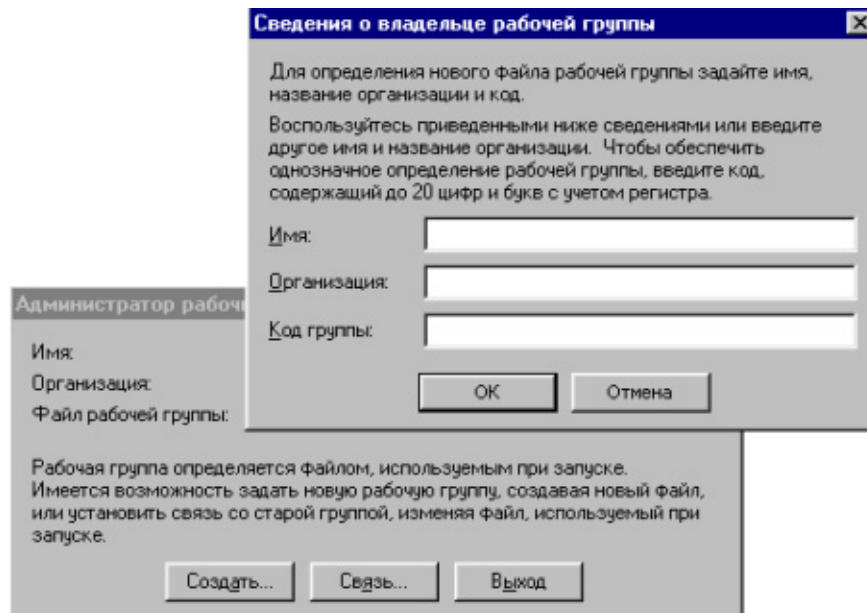 Сведения о владельце рабочей группы
Для определения нового файла рабочей группы задайте имя,
название организации и код.
Воспользуйтесь приведенными ниже сведениями или введите
другое имя и название организации. Чтобы обеспечить
однозначное определение рабочей группы, введите код,
содержащий до 20 цифр и букв с учетом регистра.
Имя:
Организация:
Код группы:
OK
Отмена
Администратор
Имя:
Организация:
Файл рабочей группы:
Рабочая группа определяется файлом, используемым при запуске.
Имеется возможность задать новую рабочую группу, создавая новый файл,
или установить связь со старой группой, изменяя файл, используемый при
запуске.
Создать...
Связь...
Выход